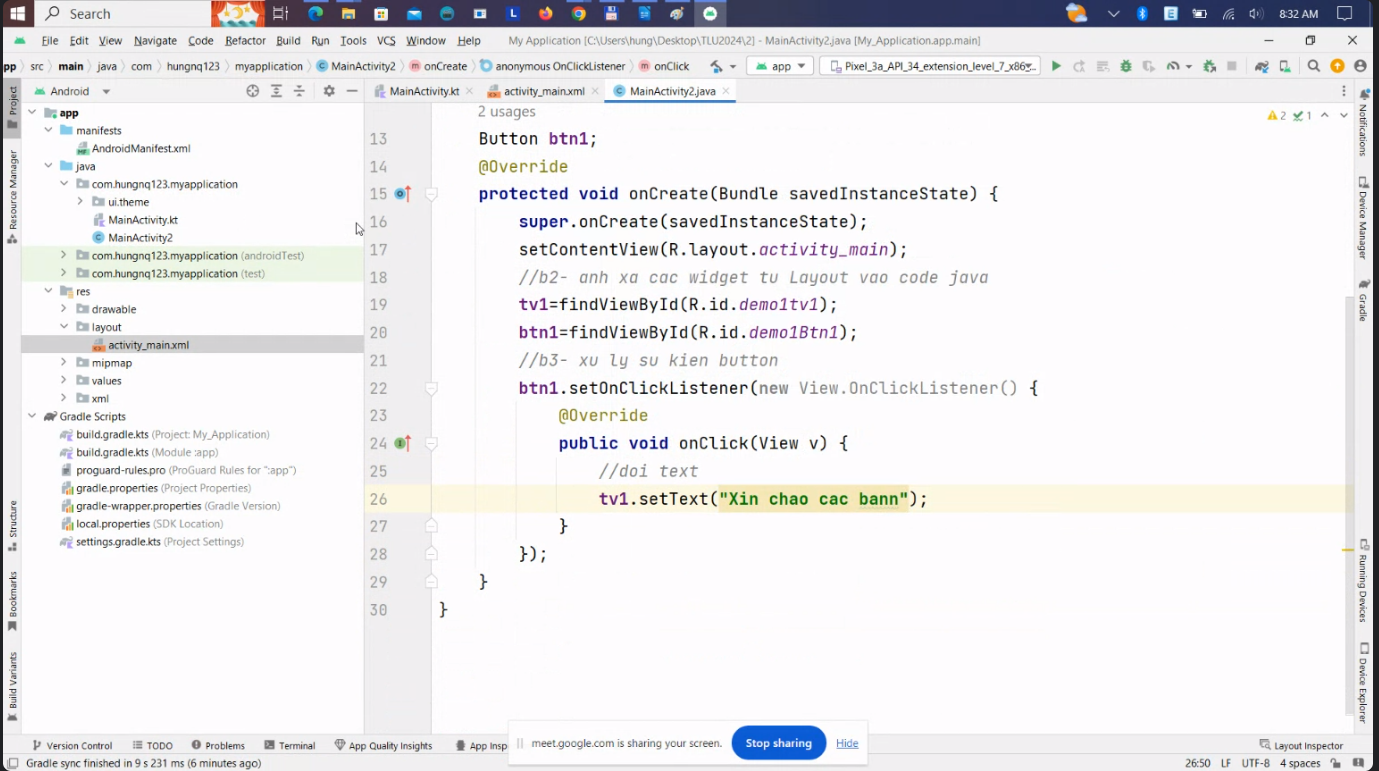 Search
8:32 AM
File Edit View Navigate Code Refactor Build Run Tools VCS Window Help My Application [C:\Users\hung\Desktop\TLU2024\2] - MainActivity2.java [My_Application.app.main]
pp src main java com hungnq123 myapplication MainActivity2 onCreate anonymous OnClickListener onClick app Pixel_3a_API_34_extension_level_7_x86
Android MainActivity.kt activity_main.xml MainActivity2.java
Project
Resource Manager
Structure
Bookmarks
Build Variants
app
manifests
AndroidManifest.xml
java
com.hungnq123.myapplication
ui.theme
MainActivity.kt
MainActivity2
com.hungnq123.myapplication (androidTest)
com.hungnq123.myapplication (test)
res
drawable
layout
activity_main.xml
mipmap
values
xml
Gradle Scripts
build.gradle.kts (Project: My_Application)
build.gradle.kts (Module :app)
proguard-rules.pro (ProGuard Rules for ":app")
gradle.properties (Project Properties)
gradle-wrapper.properties (Gradle Version)
local.properties (SDK Location)
settings.gradle.kts (Project Settings)
2 usages
2 1
13 Button btn1;
14 @Override
15 protected void onCreate(Bundle savedInstanceState) {
16 super.onCreate(savedInstanceState);
17 setContentView(R.layout.activity_main);
18 //b2- anh xa cac widget tu Layout vao code java
19 tv1=findViewById(R.id.demo1tv1);
20 btn1=findViewById(R.id.demo1Btn1);
21 //b3- xu ly su kien button
22 btn1.setOnClickListener(new View.OnClickListener() {
23 @Override
24 public void onClick(View v) {
25 //doi text
26 tv1.setText("Xin chao cac bann");
27 }
28 });
29 }
30 }
Notifications
Device Manager
Gradle
Running Devices
Device Explorer
meet.google.com is sharing your screen. Stop sharing Hide
Version Control TODO Problems Terminal App Quality Insights App Insp Layout Inspector
Gradle sync finished in 9 s 231 ms (6 minutes ago) 26:50 LF UTF-8 4 spaces